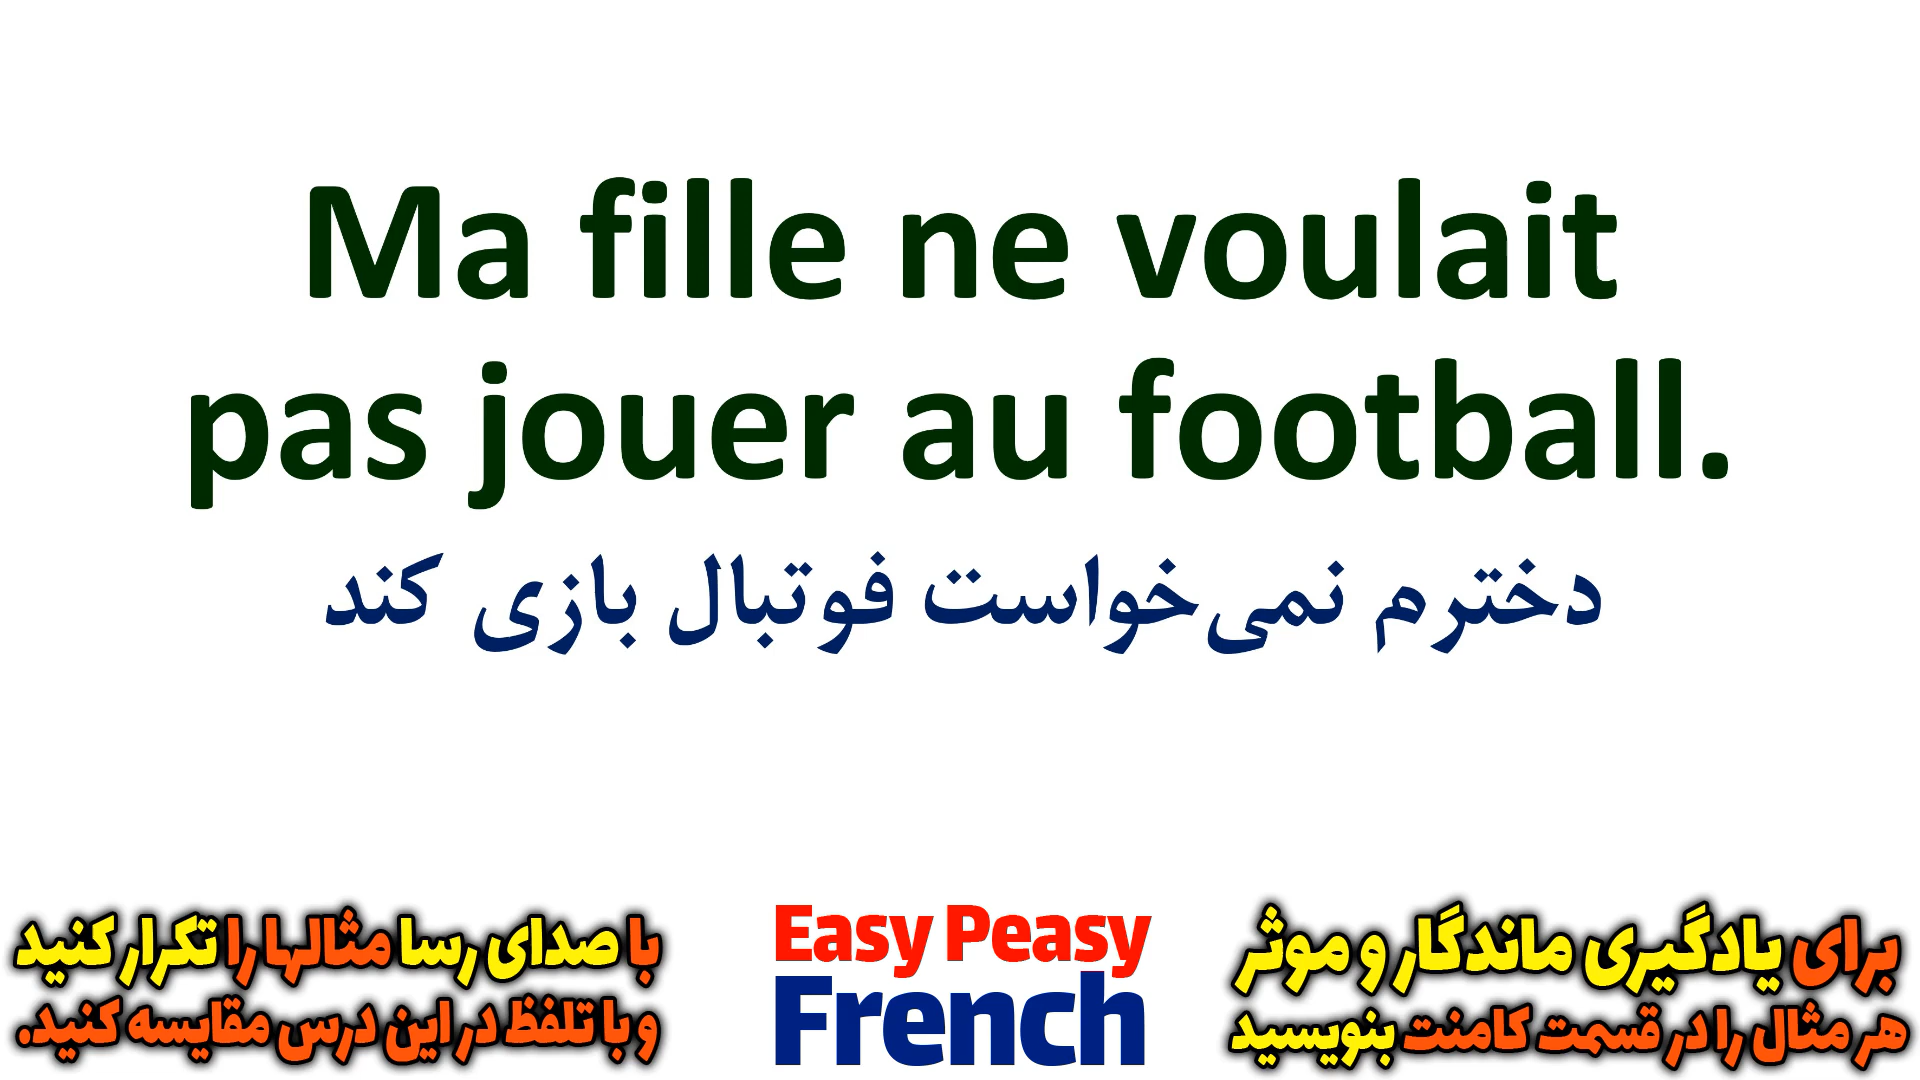 Ma fille ne voulait
pas jouer au football.
دخترم نمی‌خواست فوتبال بازی کند
برای یادگیری ماندگار و موثر
هر مثال را در قسمت کامنت بنویسید
Easy Peasy
French
با صدای رسا مثالها را تکرار کنید
و با تلفظ در این درس مقایسه کنید.